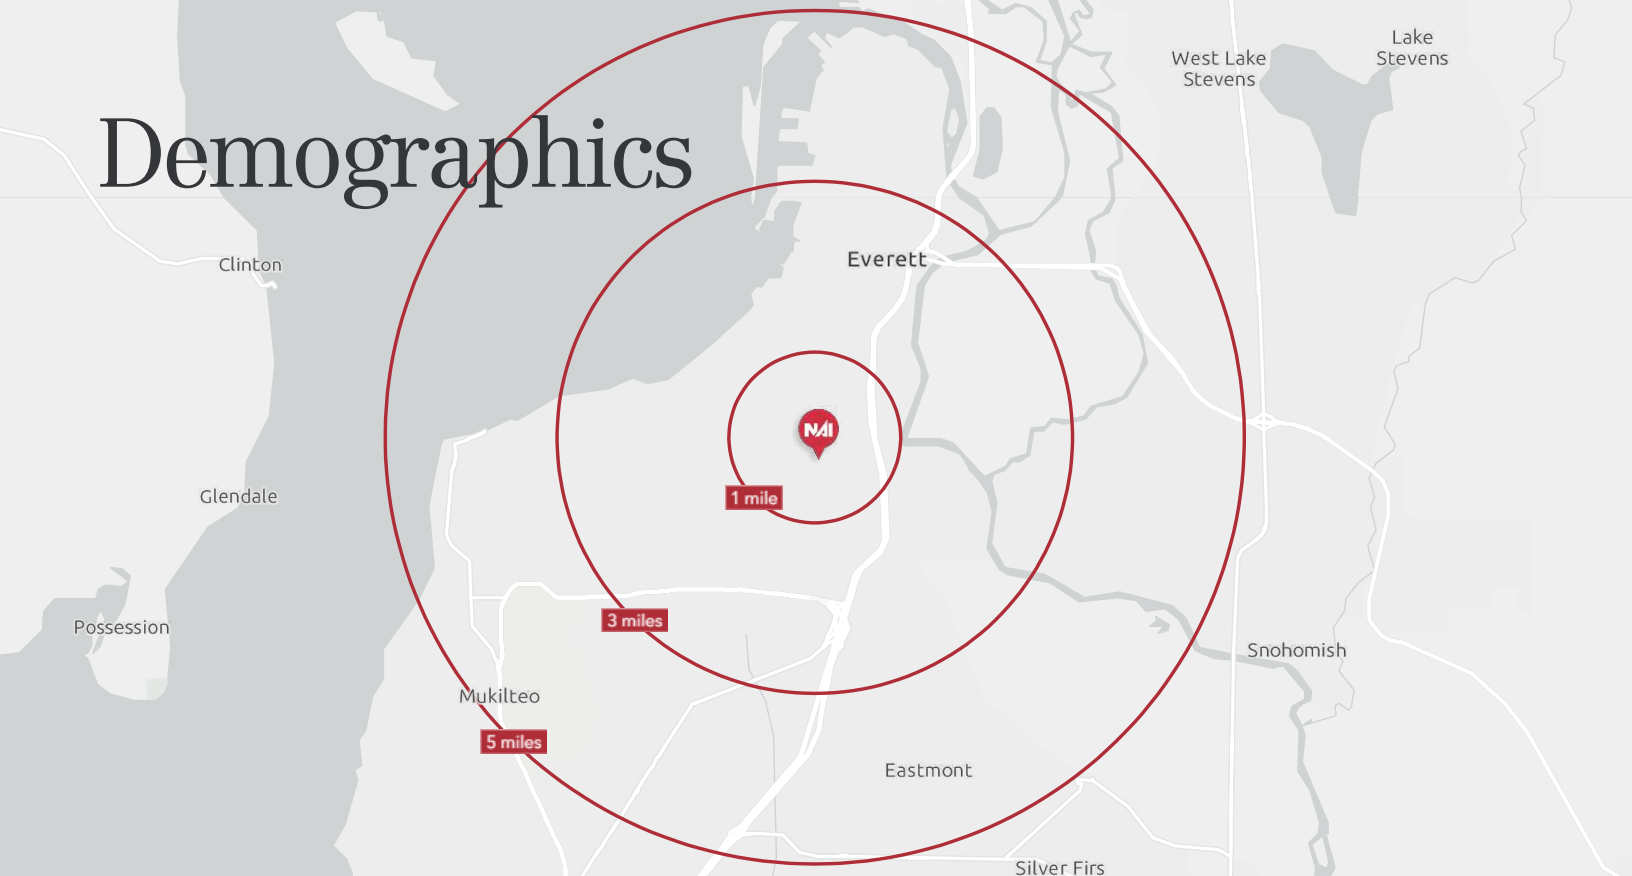 Lake
Stevens
West Lake
Stevens
Demographics
Everett
Clinton
NAI
1 mile
Glendale
3 miles
Possession
Snohomish
Mukilteo
5 miles
Eastmont
Silver Firs